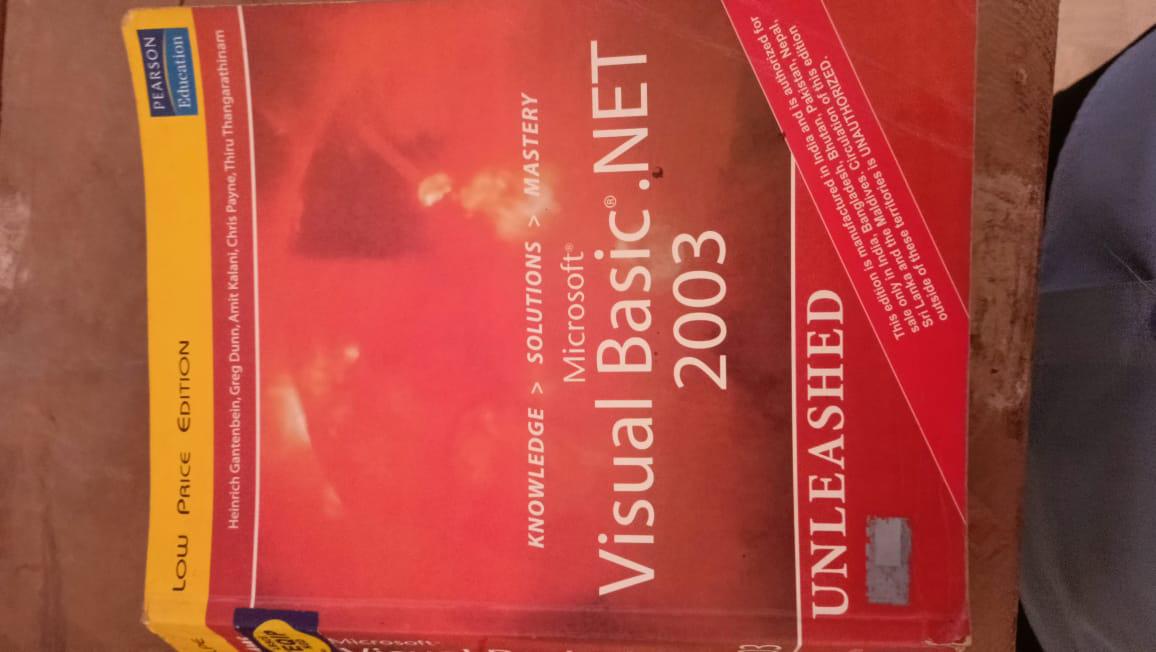 LOW PRICE EDITION
PEARSON
Education
Heinrich Gantenbein, Greg Dunn, Amit Kalani, Chris Payne, Thiru Thangarathinam
KNOWLEDGE > SOLUTIONS > MASTERY
Microsoft®
Visual Basic®.NET
2003
UNLEASHED
This edition is manufactured in India and is authorized for
sale only in India, Bangladesh, Bhutan, Pakistan, Nepal,
Sri Lanka and the Maldives. Circulation of this edition
outside of these territories is UNAUTHORIZED.
Microsoft